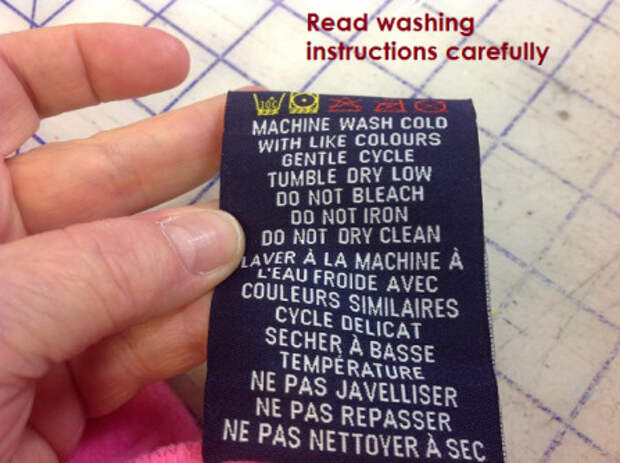 Read washing
instructions carefully
MACHINE WASH COLD
WITH LIKE COLOURS
GENTLE CYCLE
TUMBLE DRY LOW
DO NOT BLEACH
DO NOT IRON
DO NOT DRY CLEAN
LAVER À LA MACHINE À
L'EAU FROIDE AVEC
COULEURS SIMILAIRES
CYCLE DELICAT
SECHER À BASSE
TEMPÉRATURE
NE PAS JAVELLISER
NE PAS REPASSER
NE PAS NETTOYER À SEC